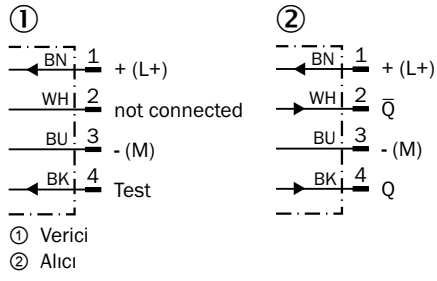 ① ②
BN 1 + (L+) BN 1 + (L+)
WH 2 not connected WH 2 Q̅
BU 3 - (M) BU 3 - (M)
BK 4 Test BK 4 Q
① Verici
② Alıcı